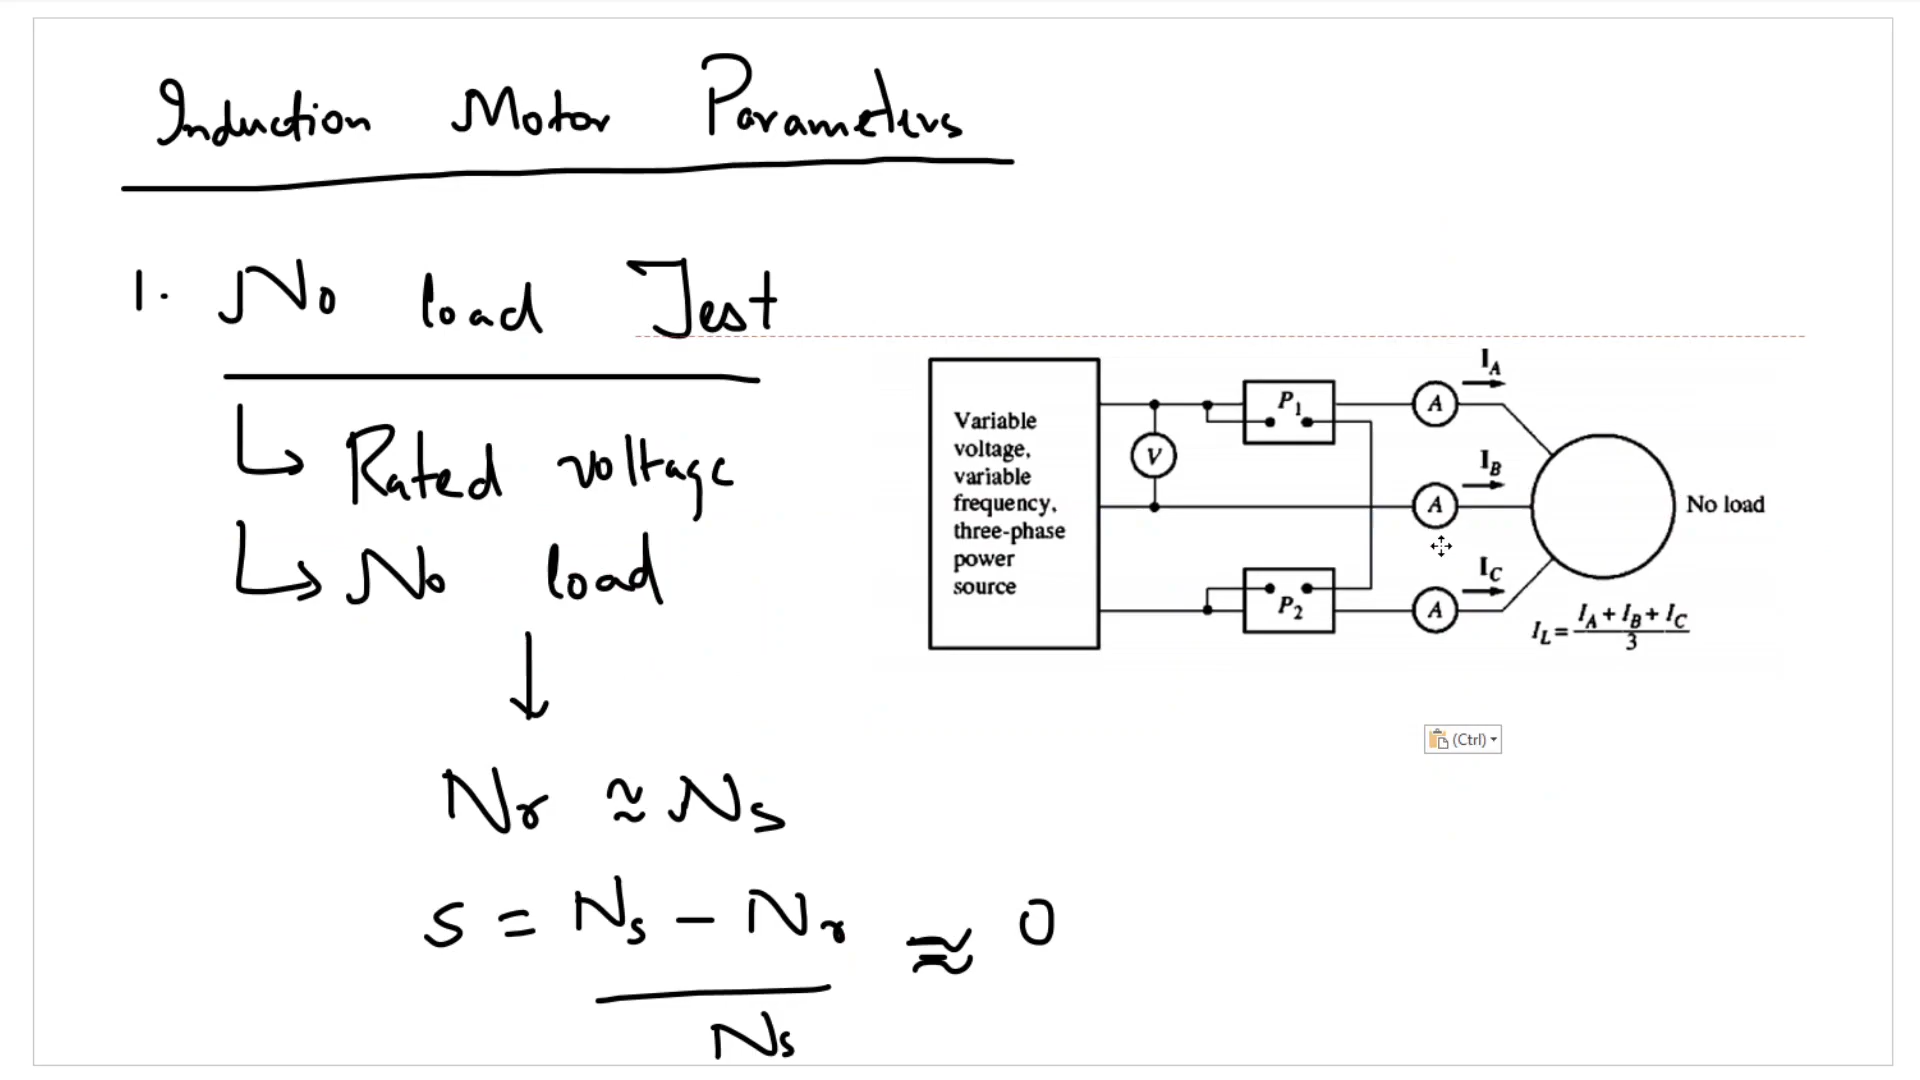 Induction Motor Parameters
1. No load Test
↳ Rated voltage
↳ No load
↓
Nr ≈ Ns
s = Ns - Nr ≈ 0
Ns
Variable
voltage,
variable
frequency,
three-phase
power
source
V
P1
P2
A
A
A
IA
IB
IC
No load
IL = IA + IB + IC
3
(Ctrl)